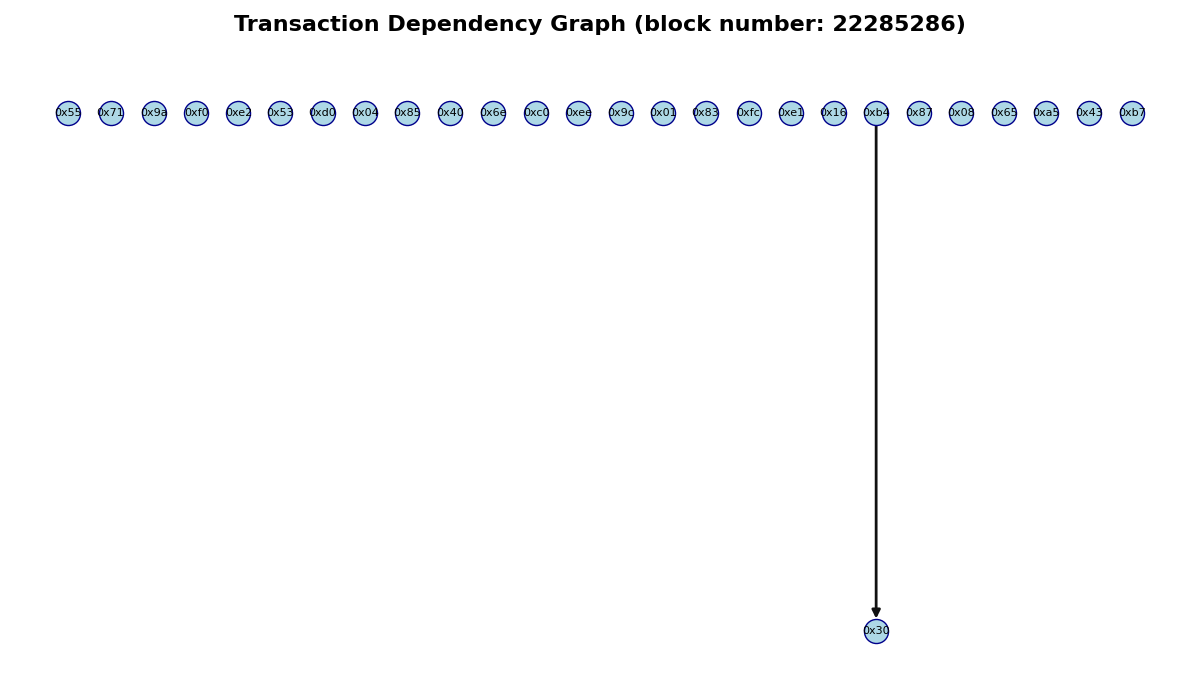 Transaction Dependency Graph (block number: 22285286)
0x55 0x71 0x9a 0xf0 0xe2 0x53 0xd0 0x04 0x85 0x40 0x6e 0xc0 0xee 0x9c 0x01 0x83 0xfc 0xe1 0x16 0xb4 0x87 0x08 0x65 0xa5 0x43 0xb7
0x30